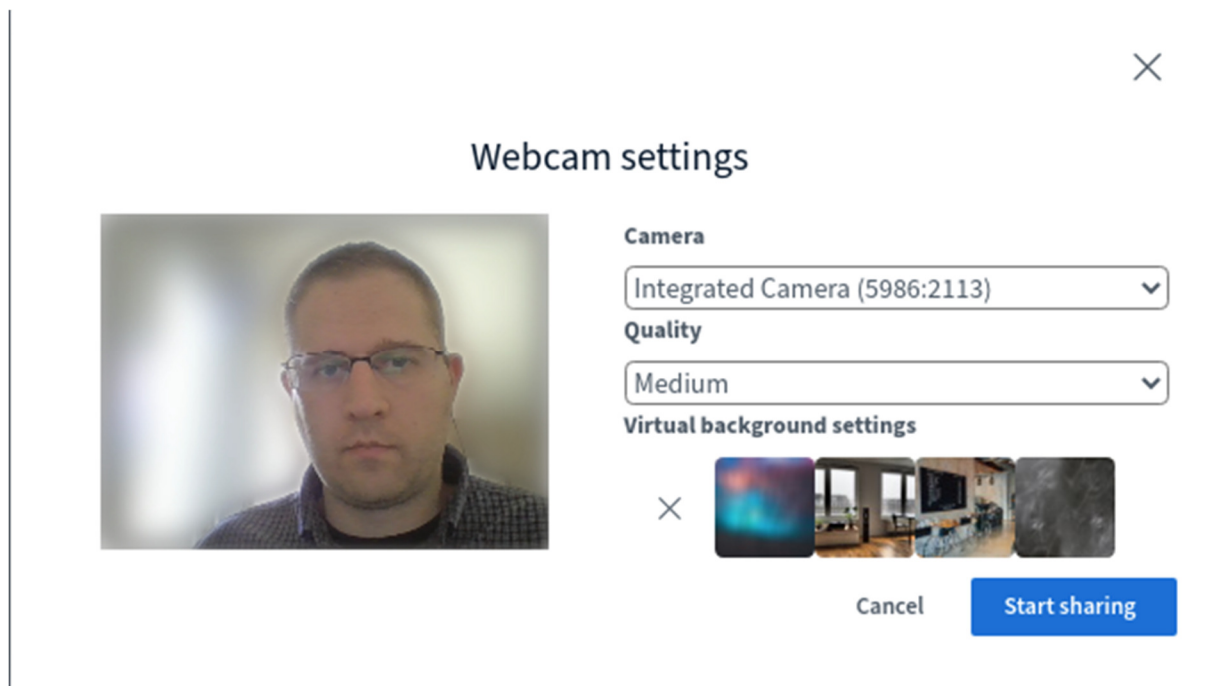 Webcam settings
Camera
Integrated Camera (5986:2113)
Quality
Medium
Virtual background settings
Cancel
Start sharing